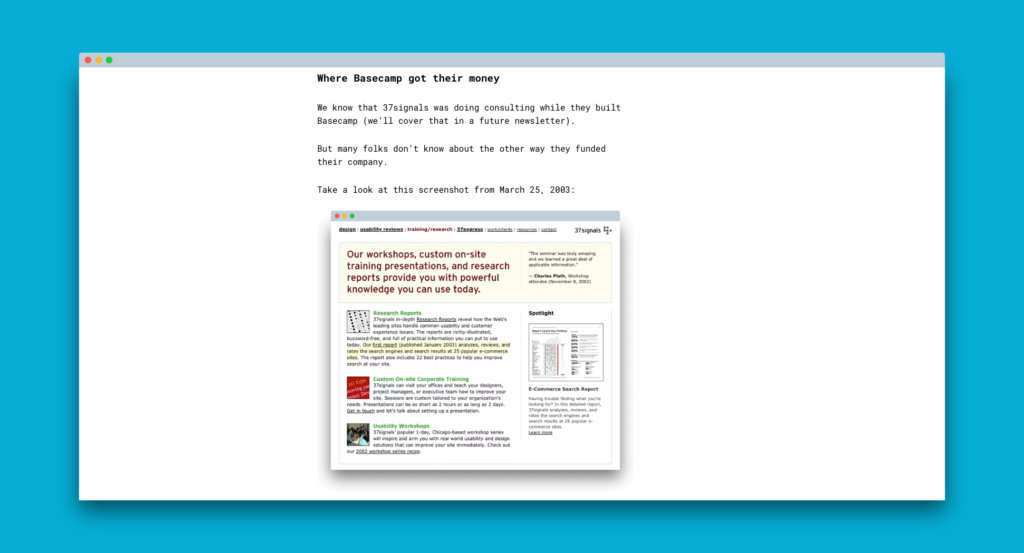 Where Basecamp got their money
We know that 37signals was doing consulting while they built
Basecamp (we'll cover that in a future newsletter).
But many folks don't know about the other way they funded
their company.
Take a look at this screenshot from March 25, 2003:
design | usability reviews | training/research | 37express | work/clients | resources | contact
37signals
Our workshops, custom on-site
training presentations, and research
reports provide you with powerful
knowledge you can use today.
"The seminar was truly amazing
and we learned a great deal of
applicable information."
— Charles Plath, Workshop
attendee (November 8, 2002)
Research Reports
37signals in-depth Research Reports reveal how the Web's
leading sites handle common usability and customer
experience issues. The reports are richly-illustrated,
buzzword-free, and full of practical information you can put to use
today. Our first report (published January 2003) analyzes, reviews, and
rates the search engines and search results at 25 popular e-commerce
sites. The report also includes 22 best practices to help you improve
search at your site.
Custom On-site Corporate Training
37signals can visit your offices and teach your designers,
project managers, or executive team how to improve your
site. Sessions are custom tailored to your organization's
needs. Presentations can be as short as 2 hours or as long as 2 days.
Get in touch and let's talk about setting up a presentation.
Usability Workshops
37signals' popular 1-day, Chicago-based workshop series
will inspire and arm you with real world usability and design
solutions that can improve your site immediately. Check out
our 2002 workshop series recap.
Spotlight
E-Commerce Search Report
Having trouble finding what you're
looking for? In this detailed report,
37signals analyzes, reviews, and
rates the search engines and
search results at 25 popular e-
commerce sites.
Learn more